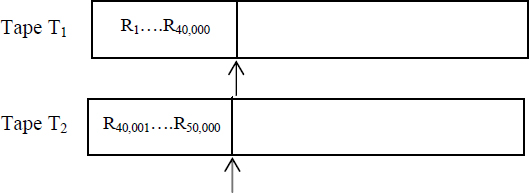 Tape T₁ R₁….R₄₀,₀₀₀
Tape T₂ R₄₀,₀₀₁….R₅₀,₀₀₀